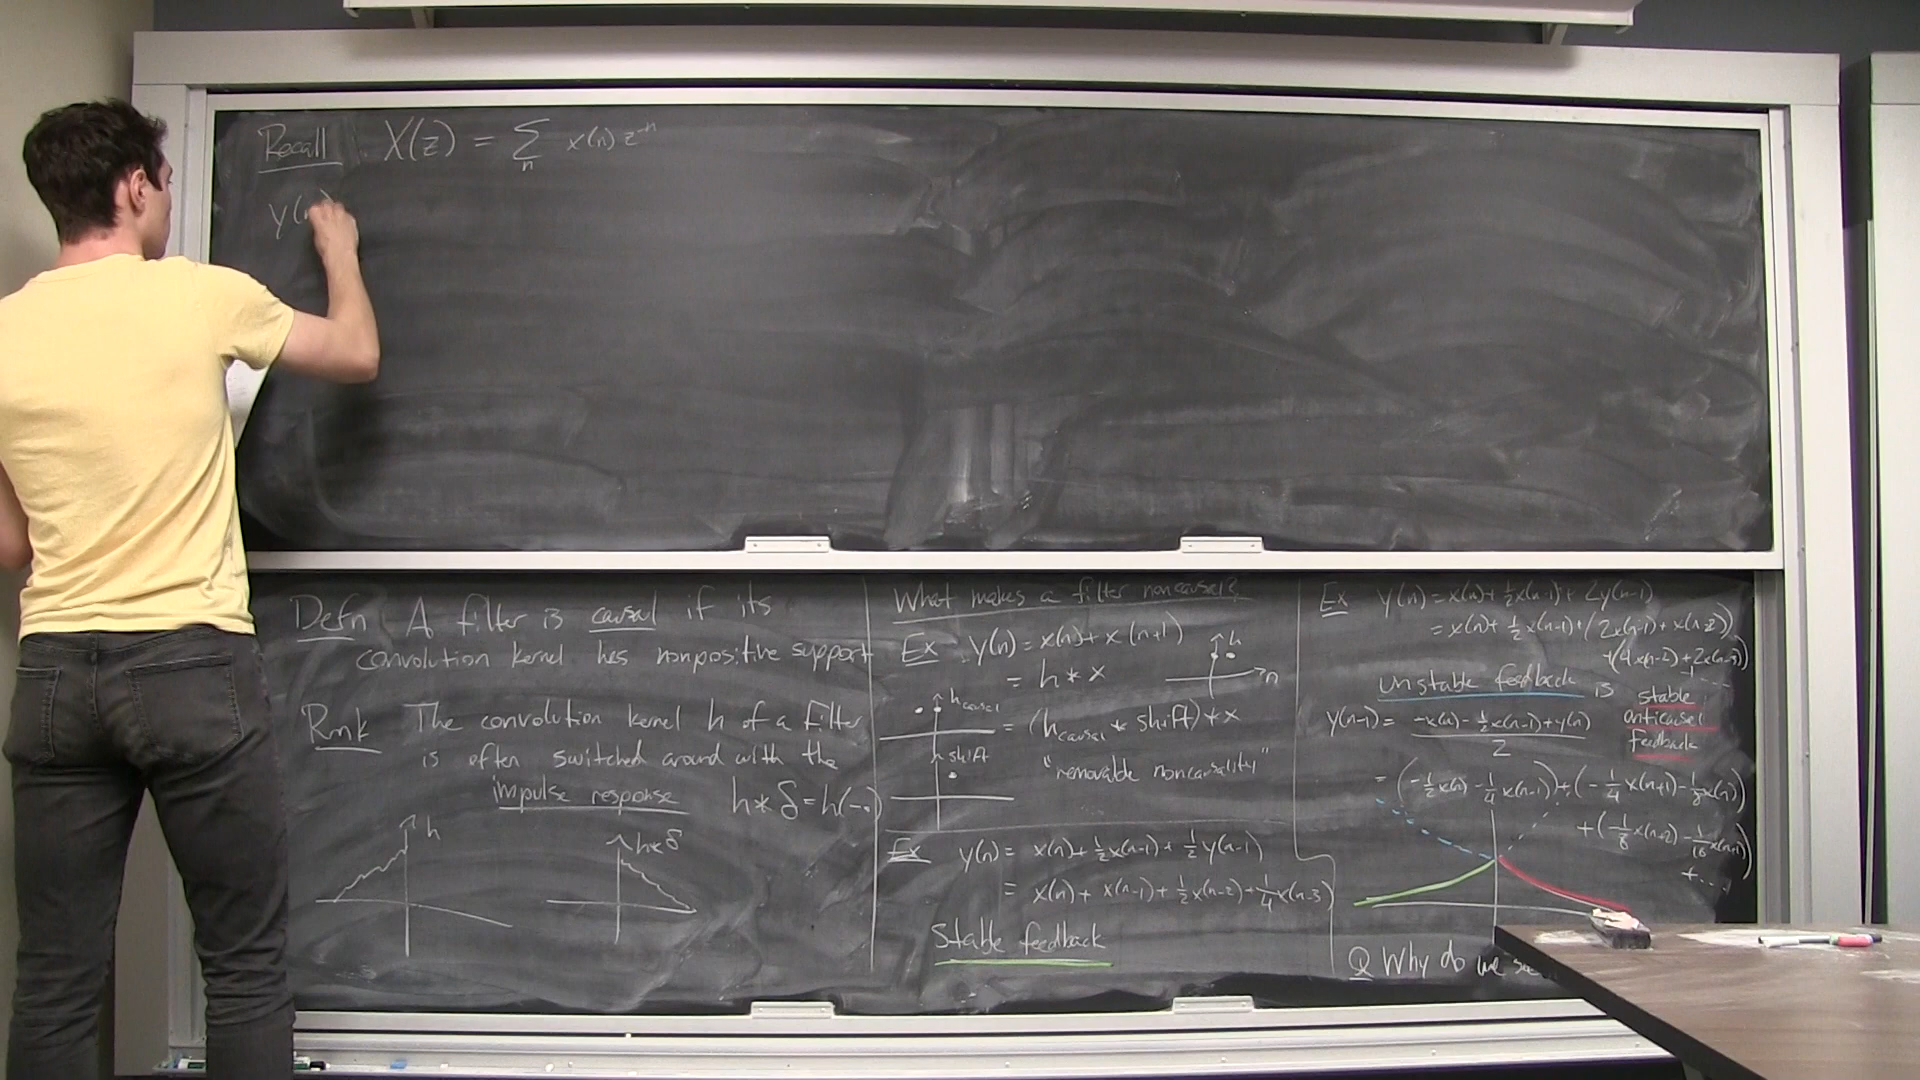 Recall X(z) = Σ_n x(n) z^{-n}
y(n)
Defn A filter is causal if its
convolution kernel has nonpositive support
Rmk The convolution kernel h of a filter
is often switched around with the
impulse response h * δ = h(-·)
h
h*δ
What makes a filter noncausal?
Ex y(n) = x(n) + x(n+1)
= h * x
h
n
h_causal
= (h_causal * shift) * x
shift
"removable noncausality"
Ex y(n) = x(n) + 1/2 x(n-1) + 1/2 y(n-1)
= x(n) + x(n-1) + 1/2 x(n-2) + 1/4 x(n-3)
Stable feedback
Ex y(n) = x(n) + 1/2 x(n-1) + 2y(n-1)
= x(n) + 1/2 x(n-1) + (2x(n-1) + x(n-2))
+ (4x(n-2) + 2x(n-3))
+ ....
unstable feedback is stable
anticausal
feedback
y(n-1) = (-x(n) - 1/2 x(n-1) + y(n)) / 2
= (-1/2 x(n) - 1/4 x(n-1)) + (-1/4 x(n+1) - 1/8 x(n))
+ (-1/8 x(n+2) - 1/16 x(n+1))
+ ....
Q Why do we